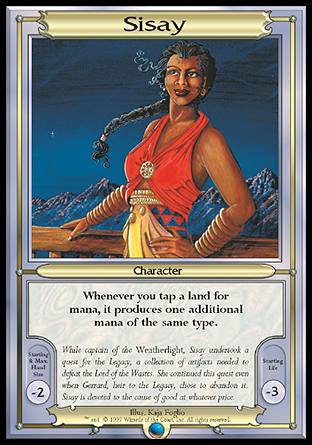 Sisay
Character
Whenever you tap a land for
mana, it produces one additional
mana of the same type.
Starting
& Max.
Hand
Size
-2
While captain of the Weatherlight, Sisay undertook a
quest for the Legacy, a collection of artifacts needed to
defeat the Lord of the Wastes. She continued this quest even
when Gerrard, heir to the Legacy, chose to abandon it.
Sisay is devoted to the cause of good at whatever price.
Starting
Life
-3
Illus. Kaja Foglio
™ and © 1997 Wizards of the Coast, Inc. All rights reserved.